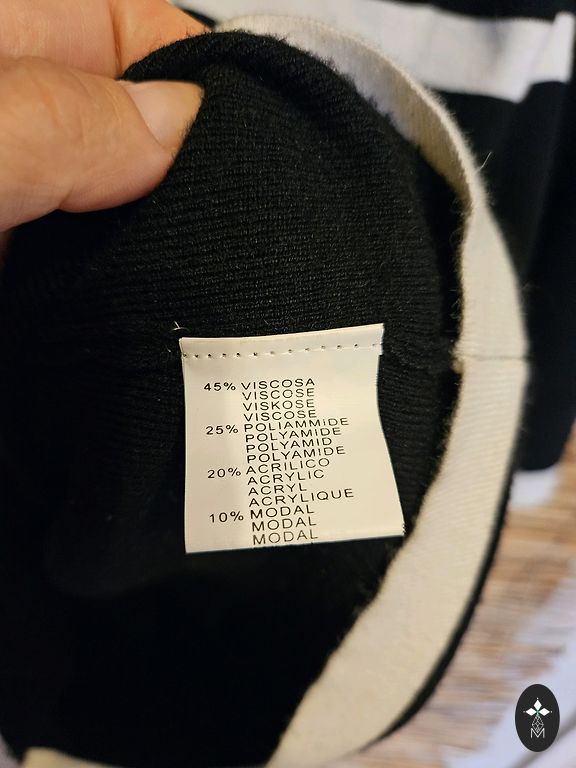 45% VISCOSA
VISCOSE
VISKOSE
VISCOSE
25% POLIAMMIDE
POLYAMIDE
POLYAMID
POLYAMIDE
20% ACRILICO
ACRYLIC
ACRYL
ACRYLIQUE
10% MODAL
MODAL
MODAL
M